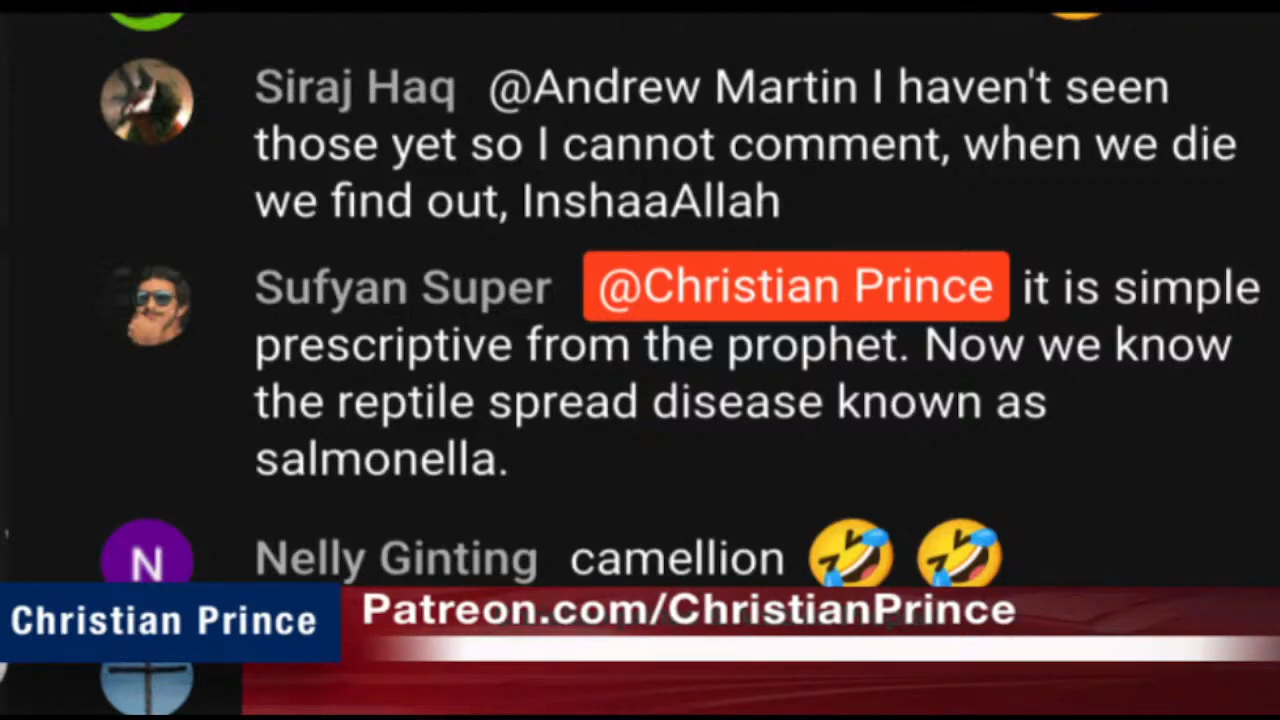 Siraj Haq @Andrew Martin I haven't seen
those yet so I cannot comment, when we die
we find out, InshaaAllah
Sufyan Super @Christian Prince it is simple
prescriptive from the prophet. Now we know
the reptile spread disease known as
salmonella.
N Nelly Ginting camellion 🤣 🤣
Christian Prince Patreon.com/ChristianPrince